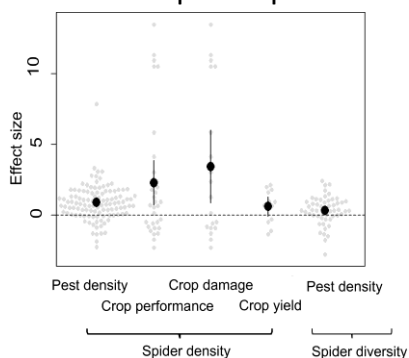 Effect size
10
5
0
Pest density Crop damage Pest density
Crop performance Crop yield
Spider density Spider diversity